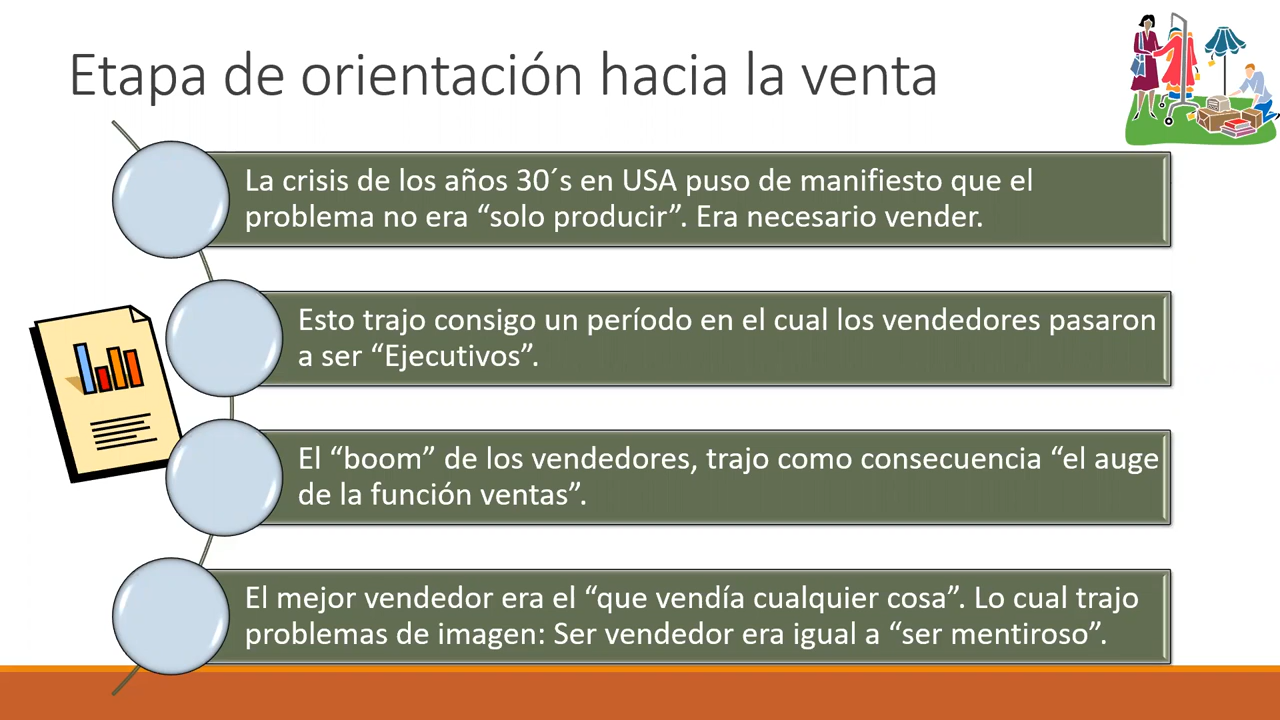 Etapa de orientación hacia la venta
La crisis de los años 30´s en USA puso de manifiesto que el
problema no era “solo producir”. Era necesario vender.
Esto trajo consigo un período en el cual los vendedores pasaron
a ser “Ejecutivos”.
El “boom” de los vendedores, trajo como consecuencia “el auge
de la función ventas”.
El mejor vendedor era el “que vendía cualquier cosa”. Lo cual trajo
problemas de imagen: Ser vendedor era igual a “ser mentiroso”.